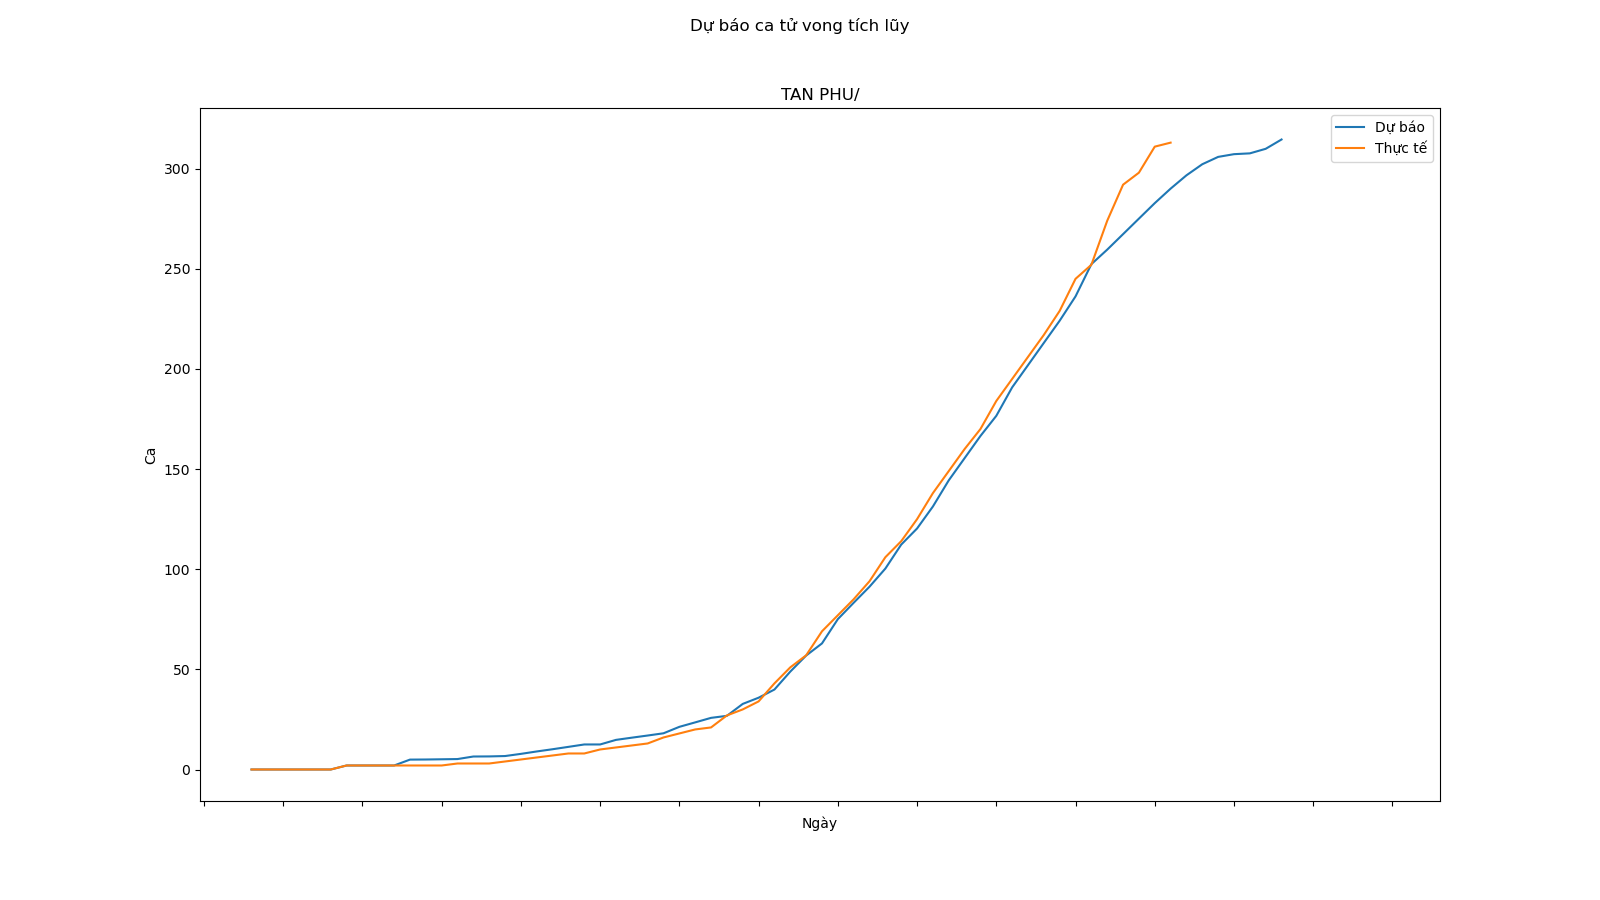 Dự báo ca tử vong tích lũy
TAN PHU/
Dự báo
Thực tế
300
250
200
150
100
50
0
Ca
Ngày